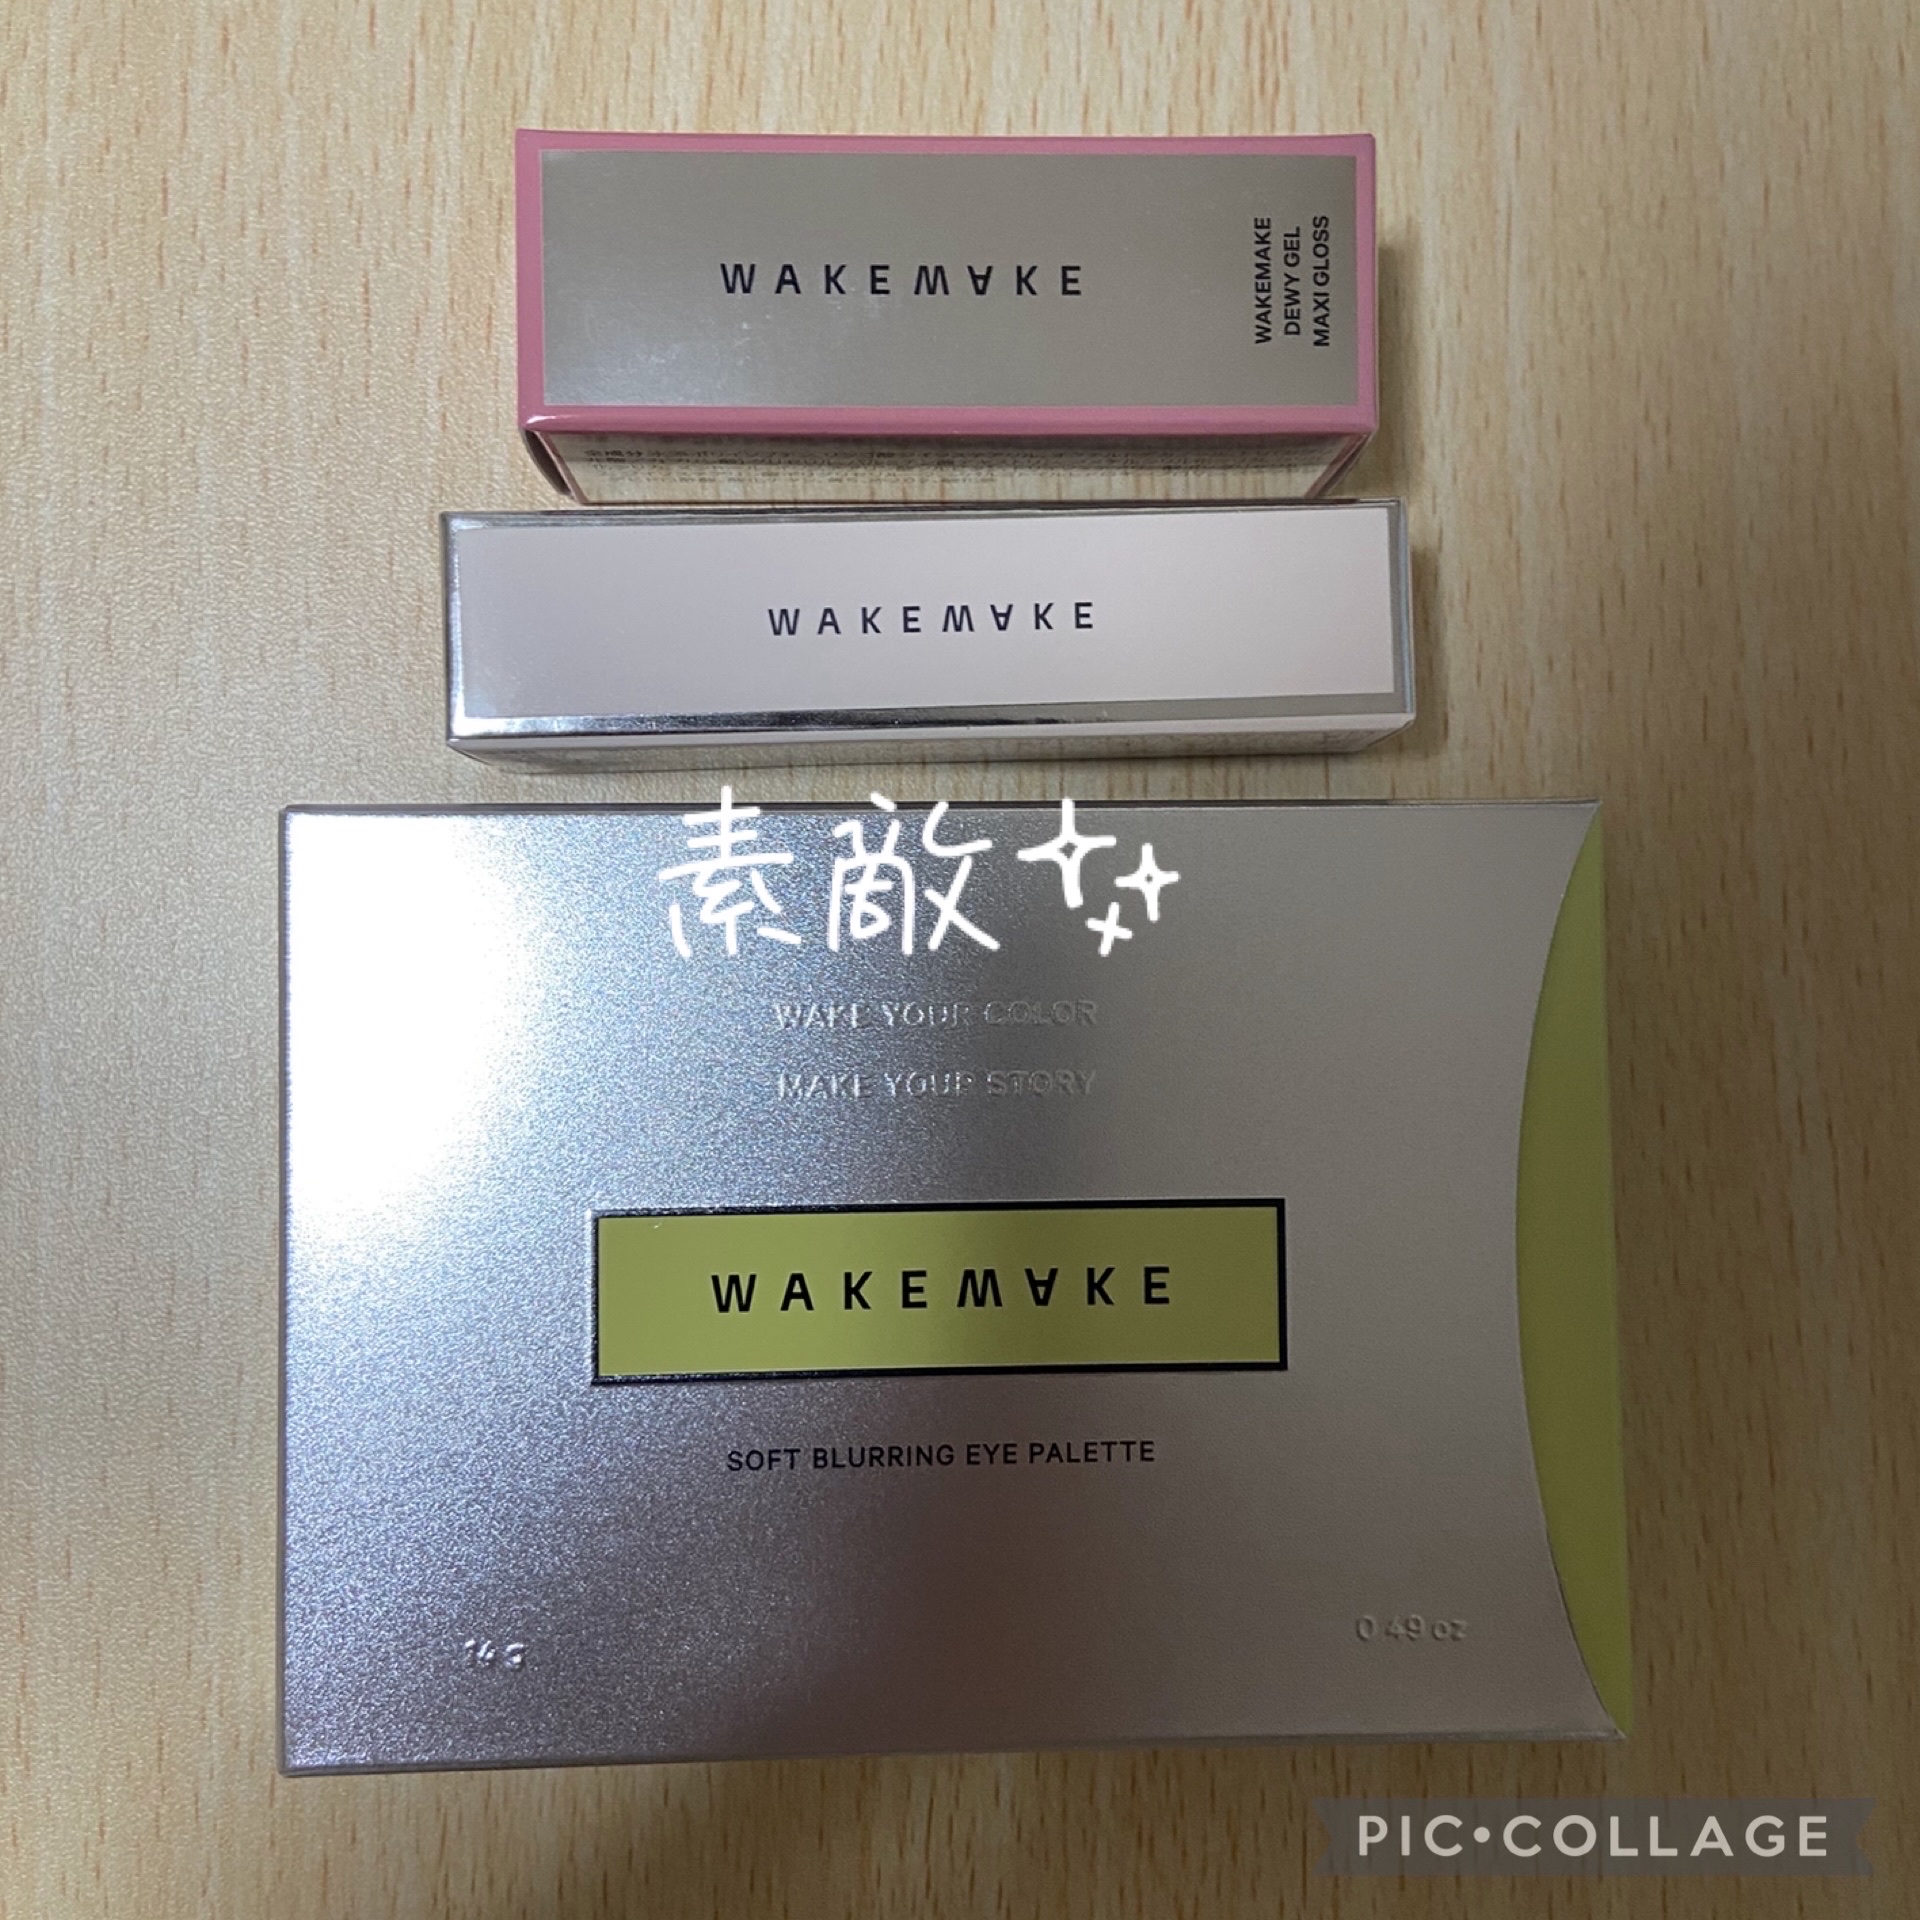 WAKEMAKE
WAKEMAKE
DEWY GEL
MAXI GLOSS
WAKEMAKE
素敵
WAKE YOUR COLOR
MAKE YOUR STORY
WAKEMAKE
SOFT BLURRING EYE PALETTE
14 g
0.49 oz
PIC•COLLAGE